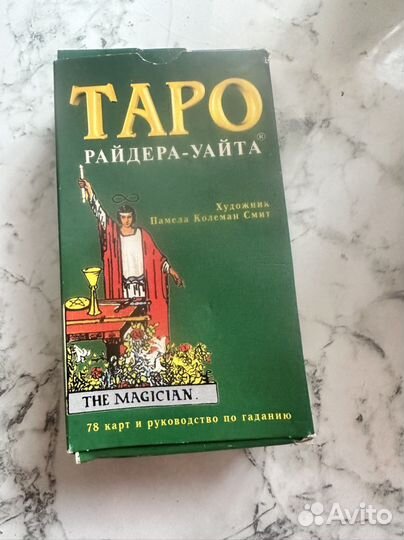 ТАРО
РАЙДЕРА-УАЙТА®
Художник
Памела Колеман Смит
THE MAGICIAN.
78 карт и руководство по гаданию
Avito